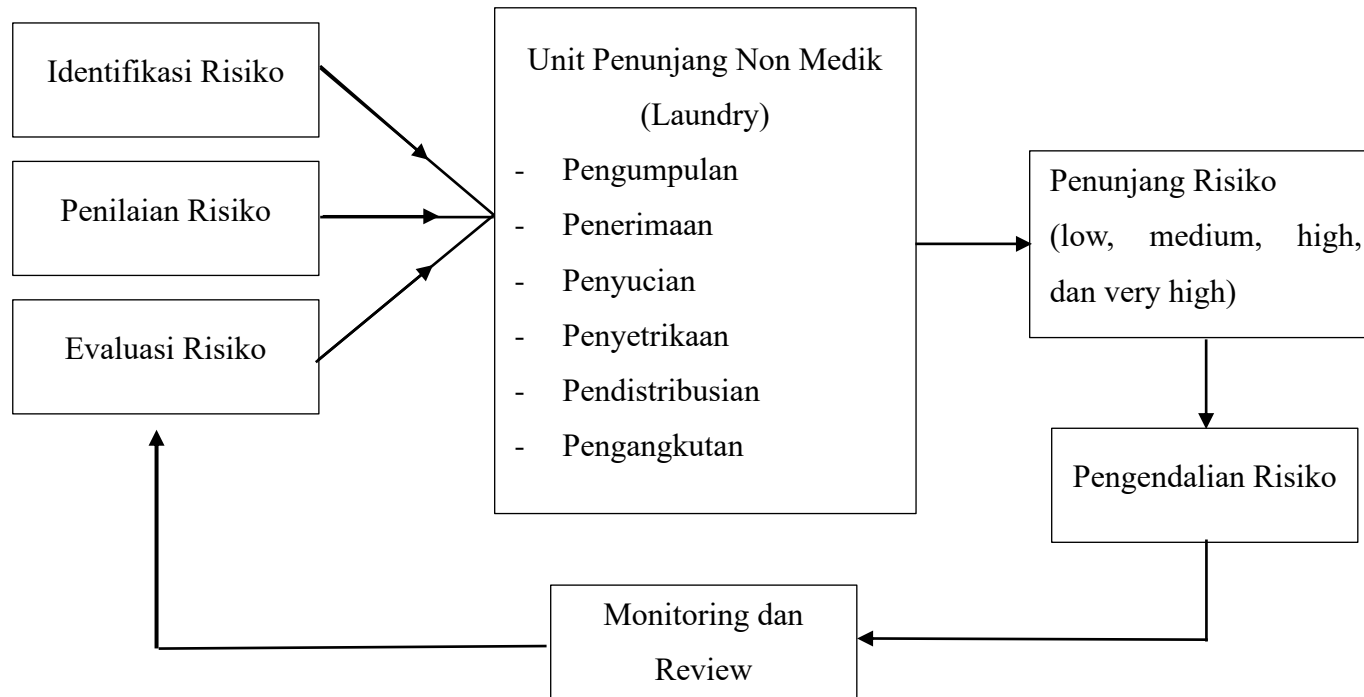 Identifikasi Risiko
Penilaian Risiko
Evaluasi Risiko
Unit Penunjang Non Medik
(Laundry)
- Pengumpulan
- Penerimaan
- Penyucian
- Penyetrikaan
- Pendistribusian
- Pengangkutan
Penunjang Risiko
(low, medium, high,
dan very high)
Pengendalian Risiko
Monitoring dan
Review